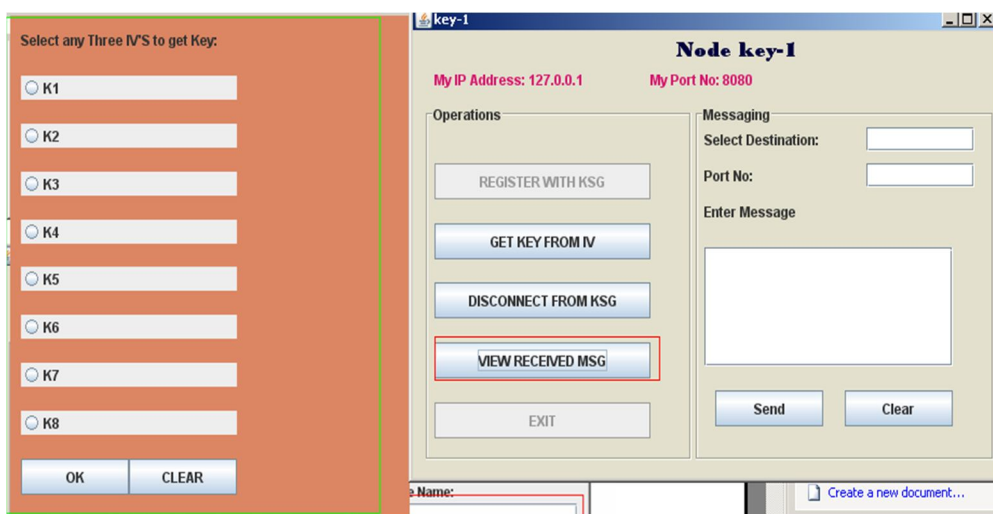 Select any Three IV'S to get Key:
K1
K2
K3
K4
K5
K6
K7
K8
OK
CLEAR
key-1
Node key-1
My IP Address: 127.0.0.1
My Port No: 8080
Operations
REGISTER WITH KSG
GET KEY FROM IV
DISCONNECT FROM KSG
VIEW RECEIVED MSG
EXIT
Messaging
Select Destination:
Port No:
Enter Message
Send
Clear
Name:
Create a new document...